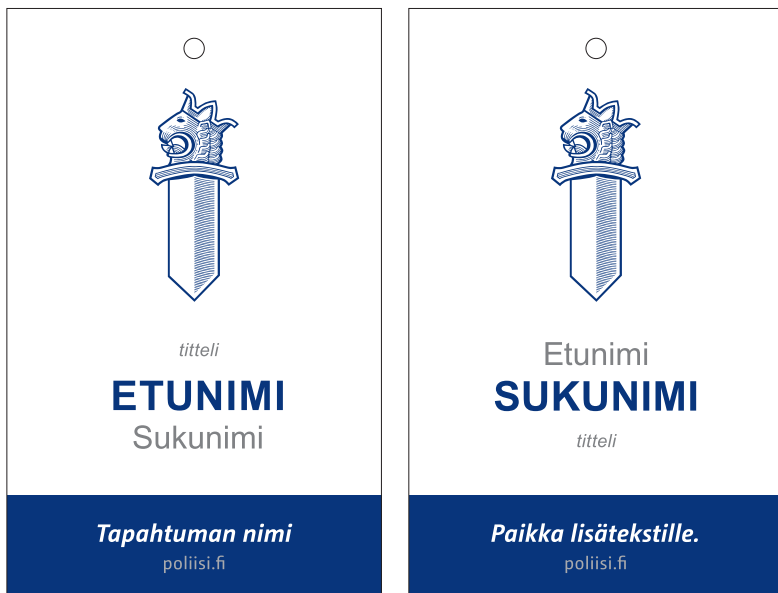 titteli
ETUNIMI
Sukunimi
Tapahtuman nimi
poliisi.fi
Etunimi
SUKUNIMI
titteli
Paikka lisätekstille.
poliisi.fi